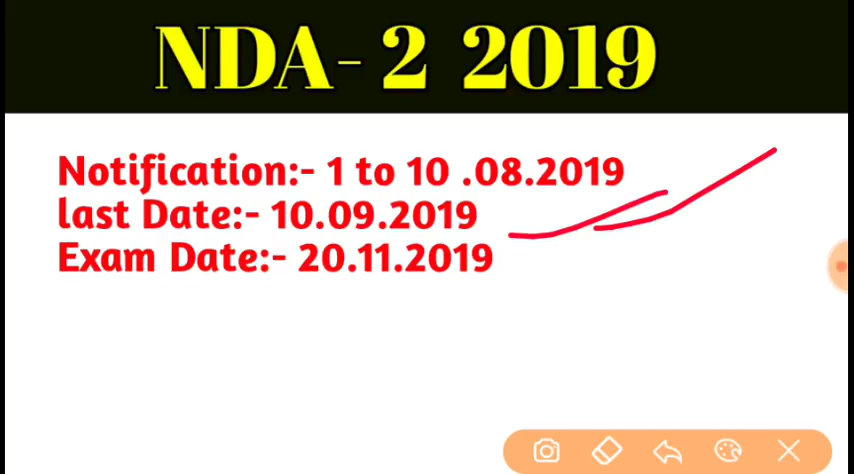 NDA- 2 2019
Notification:- 1 to 10 .08.2019
last Date:- 10.09.2019
Exam Date:- 20.11.2019